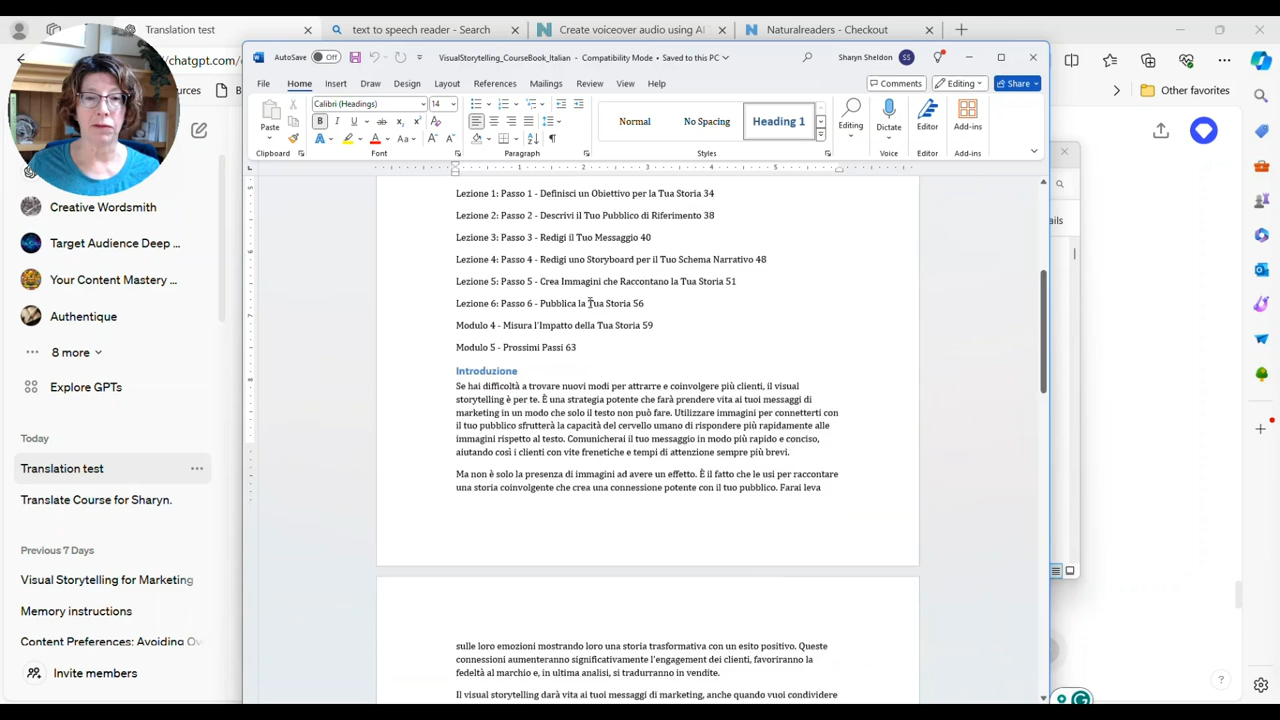 Translation test
text to speech reader - Search
Create voiceover audio using AI
Naturalreaders - Checkout
/chatgpt.com/
Other favorites
AutoSave
Off
VisualStorytelling_CourseBook_Italian - Compatibility Mode - Saved to this PC
Sharyn Sheldon
SS
File
Home
Insert
Draw
Design
Layout
References
Mailings
Review
View
Help
Comments
Editing
Share
Paste
Calibri (Headings)
14
Normal
No Spacing
Heading 1
Editing
Dictate
Editor
Add-ins
Clipboard
Font
Paragraph
Styles
Voice
Editor
Add-ins
Creative Wordsmith
Target Audience Deep ...
Your Content Mastery ...
Authentique
8 more
Explore GPTs
Today
Translation test
Translate Course for Sharyn.
Previous 7 Days
Visual Storytelling for Marketing
Memory instructions
Content Preferences: Avoiding Ov
Invite members
Lezione 1: Passo 1 - Definisci un Obiettivo per la Tua Storia 34
Lezione 2: Passo 2 - Descrivi il Tuo Pubblico di Riferimento 38
Lezione 3: Passo 3 - Redigi il Tuo Messaggio 40
Lezione 4: Passo 4 - Redigi uno Storyboard per il Tuo Schema Narrativo 48
Lezione 5: Passo 5 - Crea Immagini che Raccontano la Tua Storia 51
Lezione 6: Passo 6 - Pubblica la Tua Storia 56
Modulo 4 - Misura l'Impatto della Tua Storia 59
Modulo 5 - Prossimi Passi 63
Introduzione
Se hai difficoltà a trovare nuovi modi per attrarre e coinvolgere più clienti, il visual
storytelling è per te. È una strategia potente che farà prendere vita ai tuoi messaggi di
marketing in un modo che solo il testo non può fare. Utilizzare immagini per connetterti con
il tuo pubblico sfrutterà la capacità del cervello umano di rispondere più rapidamente alle
immagini rispetto al testo. Comunicherai il tuo messaggio in modo più rapido e conciso,
aiutando così i clienti con vite frenetiche e tempi di attenzione sempre più brevi.
Ma non è solo la presenza di immagini ad avere un effetto. È il fatto che le usi per raccontare
una storia coinvolgente che crea una connessione potente con il tuo pubblico. Farai leva
sulle loro emozioni mostrando loro una storia trasformativa con un esito positivo. Queste
connessioni aumenteranno significativamente l'engagement dei clienti, favoriranno la
fedeltà al marchio e, in ultima analisi, si tradurranno in vendite.
Il visual storytelling darà vita ai tuoi messaggi di marketing, anche quando vuoi condividere